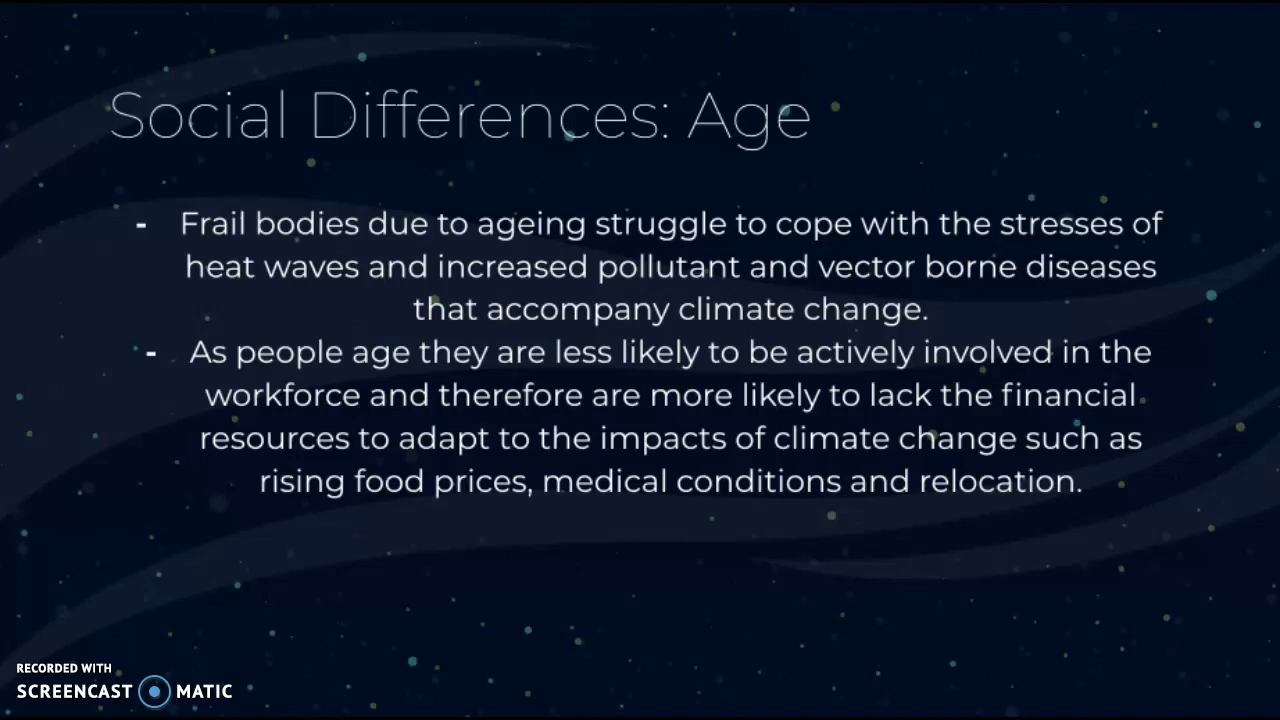 Social Differences: Age
- Frail bodies due to ageing struggle to cope with the stresses of
heat waves and increased pollutant and vector borne diseases
that accompany climate change.
- As people age they are less likely to be actively involved in the
workforce and therefore are more likely to lack the financial
resources to adapt to the impacts of climate change such as
rising food prices, medical conditions and relocation.
RECORDED WITH
SCREENCAST MATIC